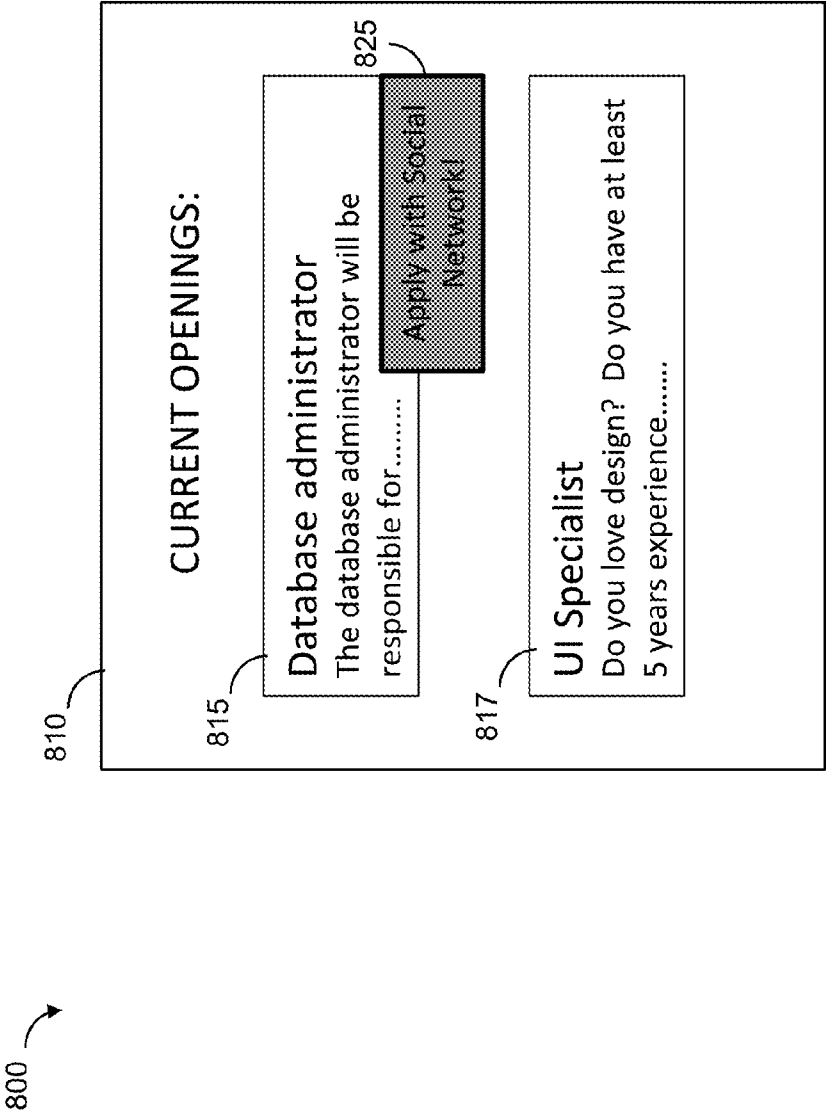 800
810
CURRENT OPENINGS:
815
Database administrator
The database administrator will be
responsible for.........
825
Apply with Social
Network!
817
UI Specialist
Do you love design?  Do you have at least
5 years experience.......